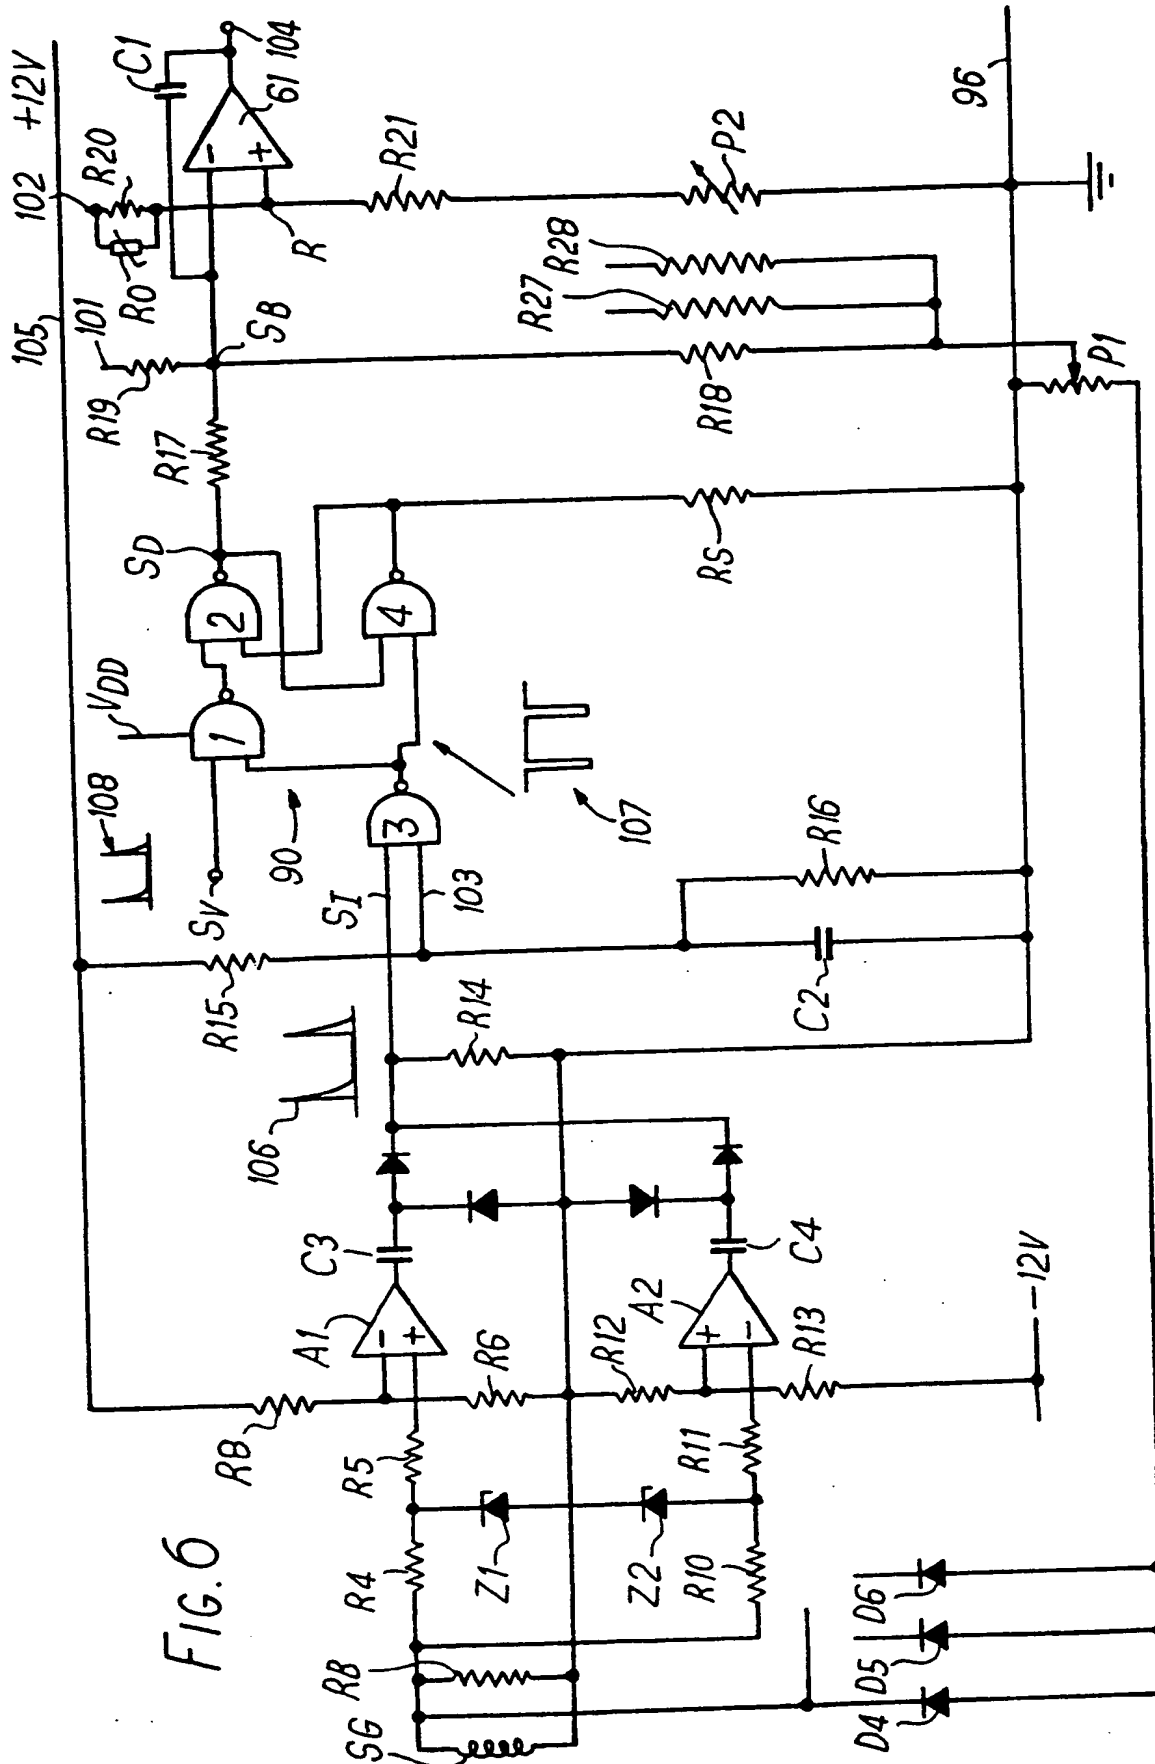 FIG. 6
105
102
+12V
101
R20
RO
C1
104
61
R19
SB
R
R21
P2
96
R17
SD
R27
R28
R18
P1
VDD
1
2
4
RS
108
SV
90
SI
3
103
107
R15
R16
C2
106
R14
C3
C4
A1
A2
RB
R6
R12
R13
-12V
R5
R11
R4
Z1
Z2
R10
RB
SG
D4
D5
D6